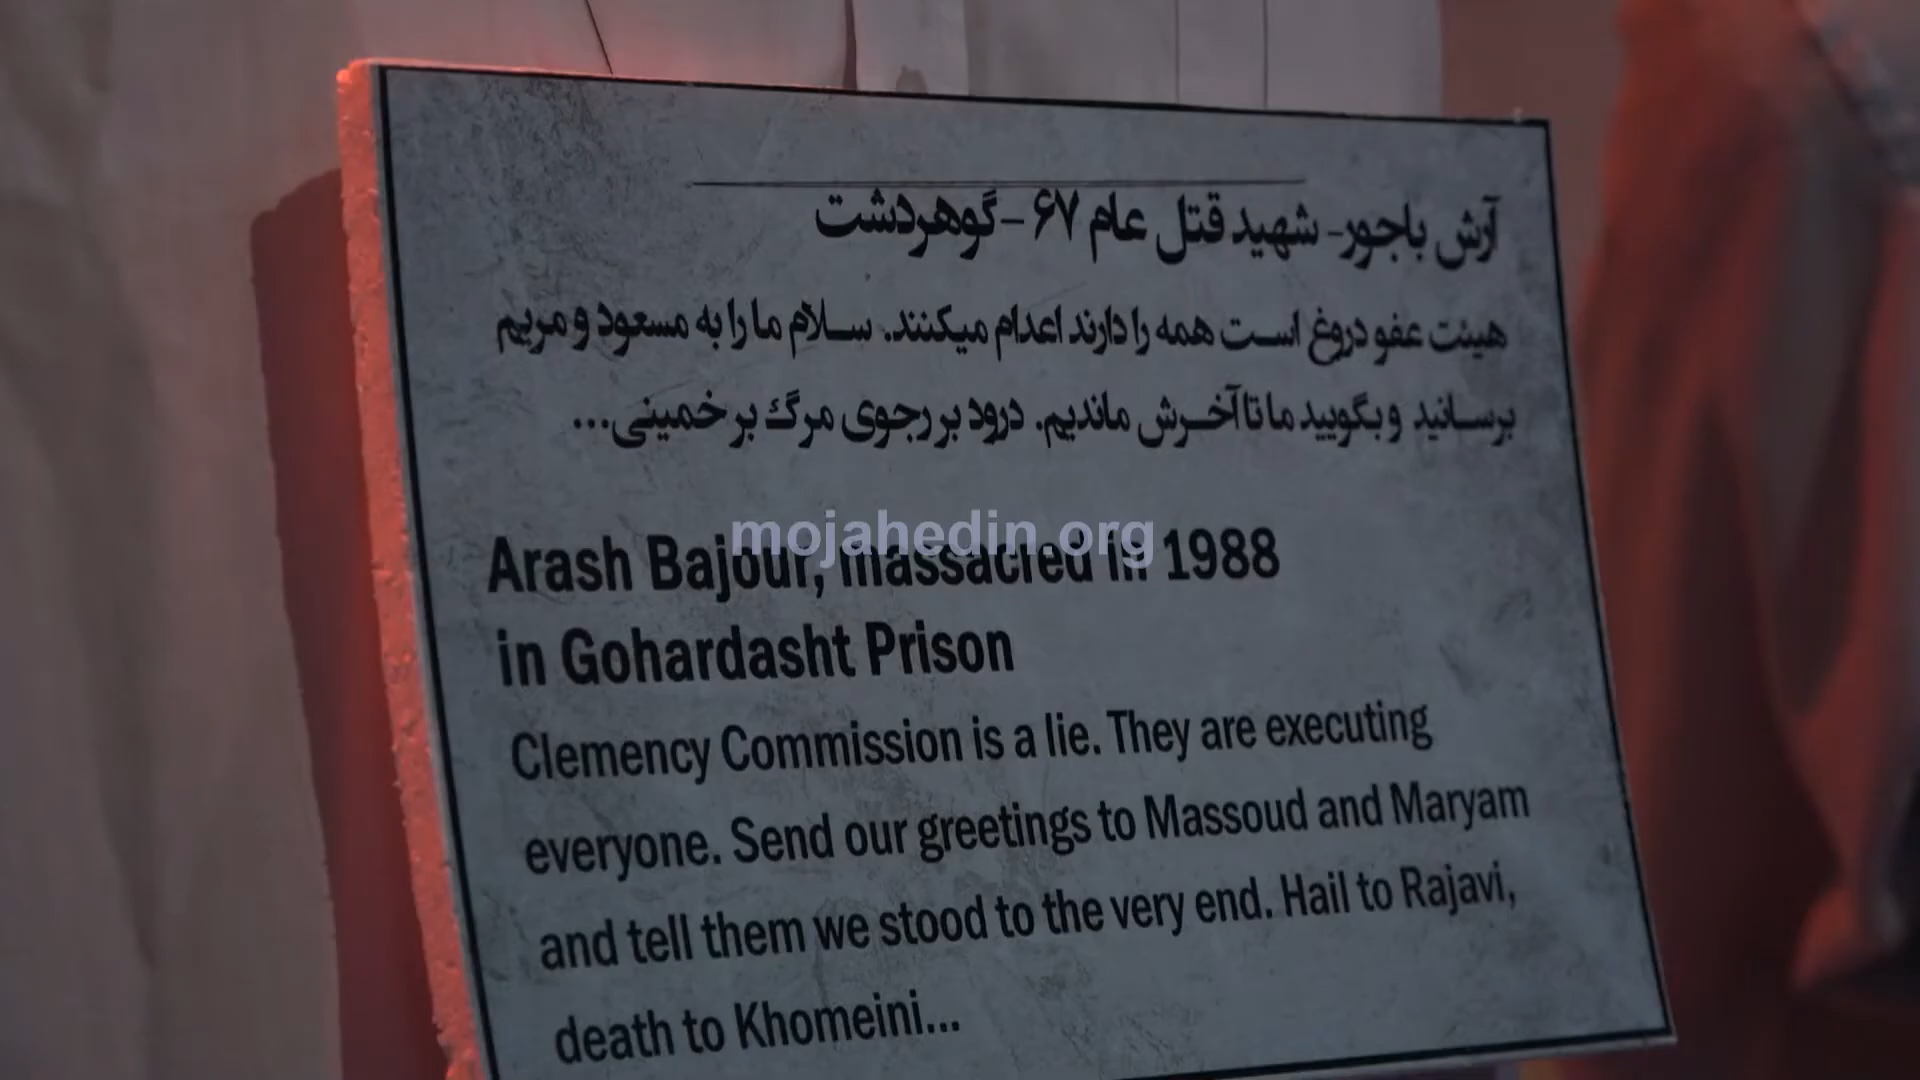 آرش باجور- شهید قتل عام ۶۷ -گوهردشت
هیئت عفو دروغ است همه را دارند اعدام میکنند. سلام ما را به مسعود و مریم
برسانید و بگویید ما تا آخرش ماندیم. درود بر رجوی مرگ بر خمینی...
mojahedin.org
Arash Bajour, massacred in 1988
in Gohardasht Prison
Clemency Commission is a lie. They are executing
everyone. Send our greetings to Massoud and Maryam
and tell them we stood to the very end. Hail to Rajavi,
death to Khomeini...